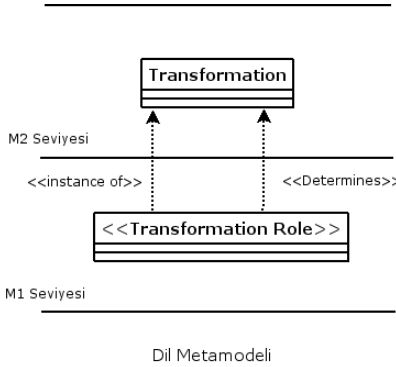 Transformation
M2 Seviyesi
<<instance of>>
<<Determines>>
<<Transformation Role>>
M1 Seviyesi
Dil Metamodeli